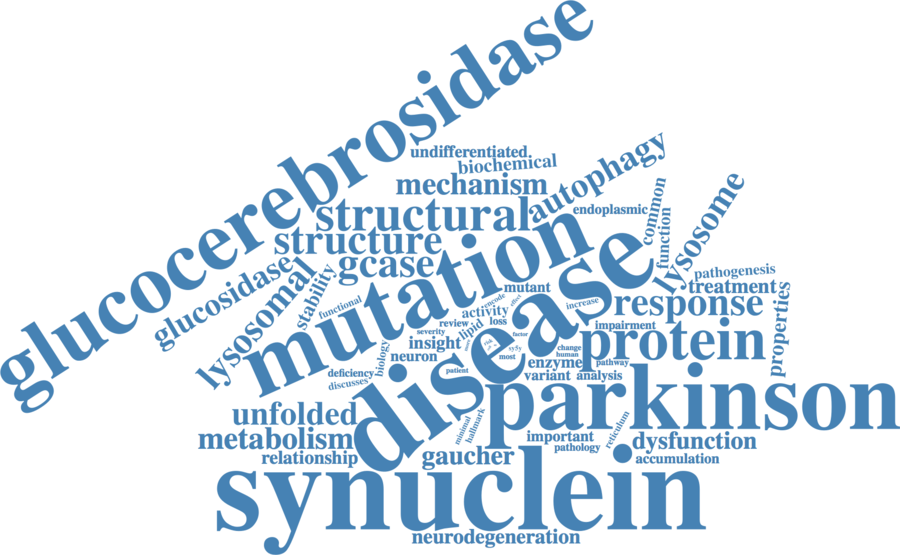 glucocerebrosidase
undifferentiated
biochemical
mechanism
autophagy
structural
endoplasmic
common
function
lysosome
structure
gcase
mutation
disease
glucosidase
lysosomal
stability
functional
pathogenesis
treatment
mutant
encode
effect
increase
response
properties
activity
review
loss
lipid
severity
factor
impairment
protein
insight
biology
neuron
most
change
human
enzyme
pathway
patient
deficiency
discusses
variant
analysis
parkinson
unfolded
minimal
hallmark
reticulum
metabolism
important
dysfunction
pathology
relationship
gaucher
accumulation
synuclein
neurodegeneration